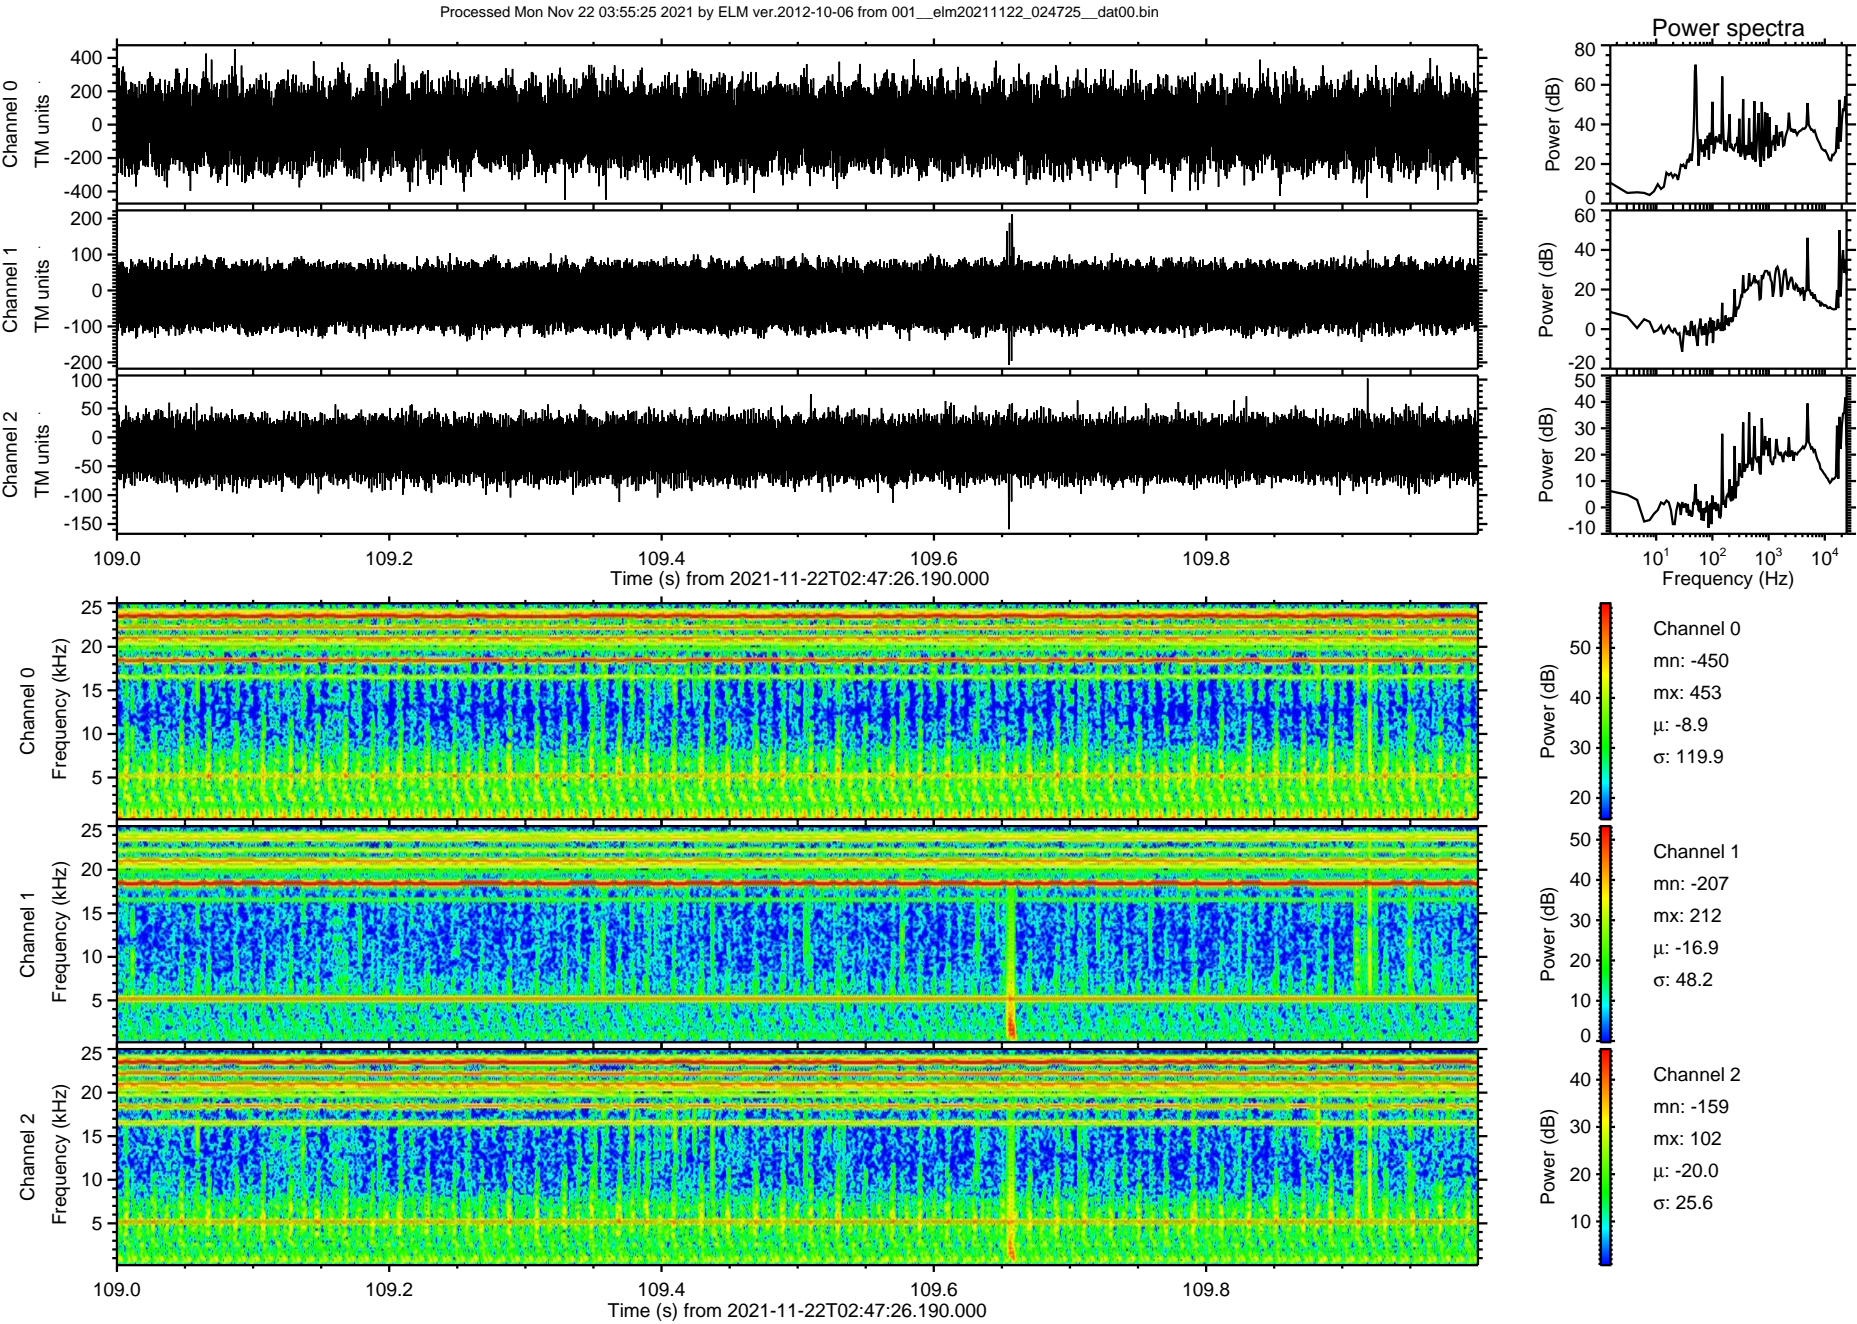 Processed Mon Nov 22 03:55:25 2021 by ELM ver.2012-10-06 from 001__elm20211122_024725__dat00.bin
Power spectra
Channel 0
TM units
400
200
0
-200
-400
Power (dB)
80
60
40
20
0
Channel 1
TM units
200
100
0
-100
-200
Power (dB)
60
40
20
0
-20
Channel 2
TM units
100
50
0
-50
-100
-150
Power (dB)
50
40
30
20
10
0
-10
109.0 109.2 109.4 109.6 109.8
Time (s) from 2021-11-22T02:47:26.190.000
10^1 10^2 10^3 10^4
Frequency (Hz)
Channel 0
Frequency (kHz)
25
20
15
10
5
Power (dB)
50
40
30
20
Channel 0
mn: -450
mx: 453
μ: -8.9
σ: 119.9
Channel 1
Frequency (kHz)
25
20
15
10
5
Power (dB)
50
40
30
20
10
0
Channel 1
mn: -207
mx: 212
μ: -16.9
σ: 48.2
Channel 2
Frequency (kHz)
25
20
15
10
5
Power (dB)
40
30
20
10
Channel 2
mn: -159
mx: 102
μ: -20.0
σ: 25.6
109.0 109.2 109.4 109.6 109.8
Time (s) from 2021-11-22T02:47:26.190.000